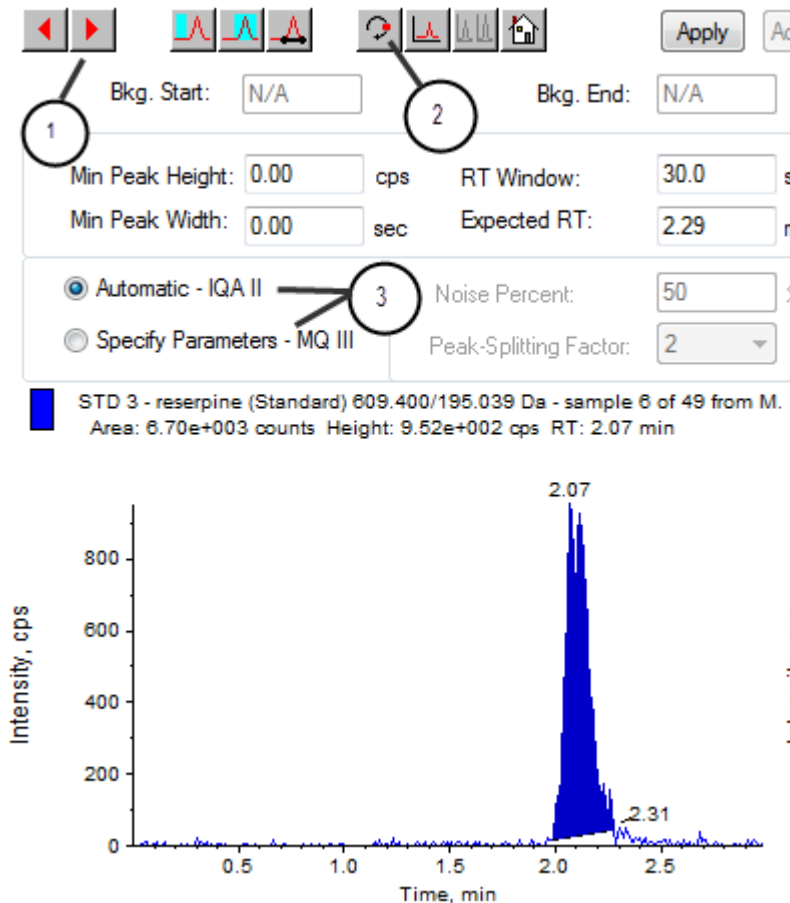 Apply
Ad
Bkg. Start: N/A Bkg. End: N/A
1
2
Min Peak Height: 0.00 cps RT Window: 30.0 s
Min Peak Width: 0.00 sec Expected RT: 2.29
Automatic - IQA II 3 Noise Percent: 50
Specify Parameters - MQ III Peak-Splitting Factor: 2
STD 3 - reserpine (Standard) 609.400/195.039 Da - sample 6 of 49 from M.
Area: 6.70e+003 counts Height: 9.52e+002 cps RT: 2.07 min
2.07
800
600
400
200
0
2.31
Intensity, cps
0.5 1.0 1.5 2.0 2.5
Time, min